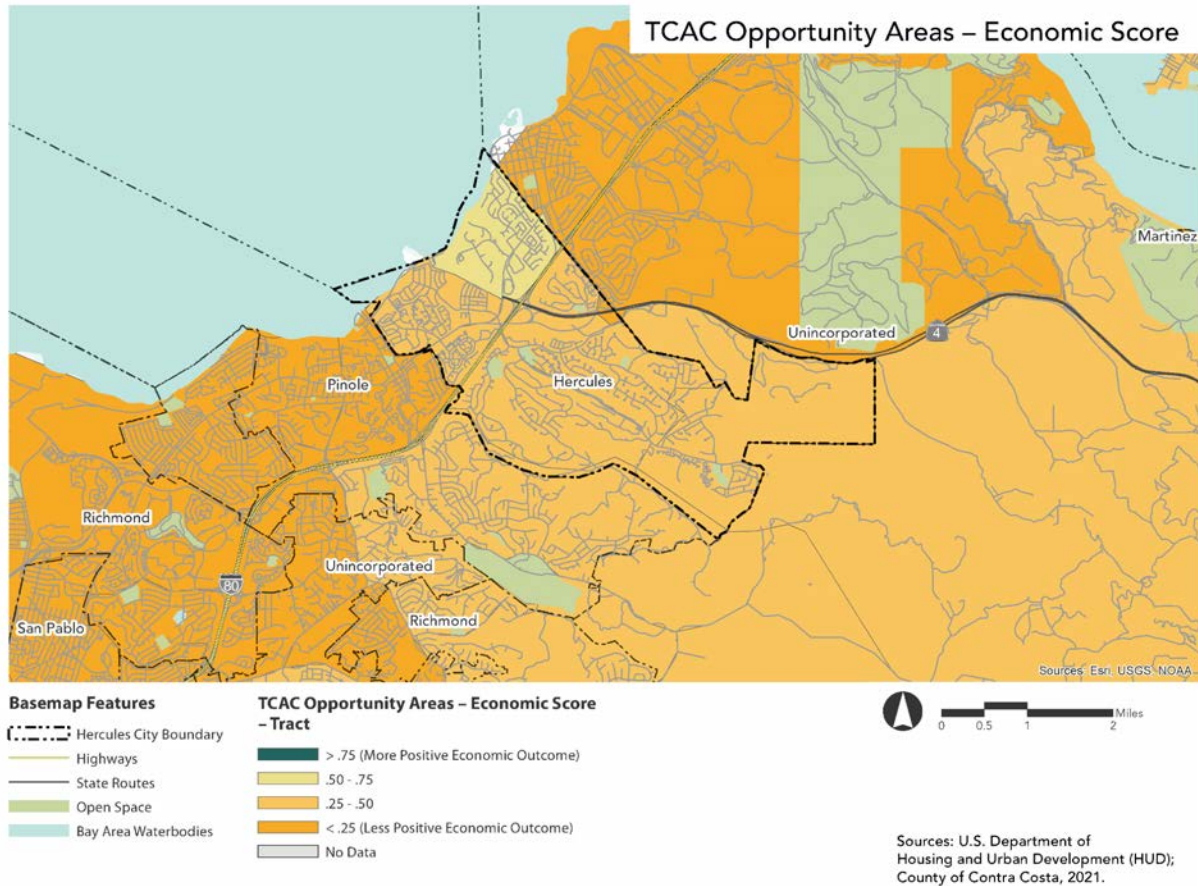 TCAC Opportunity Areas – Economic Score
Martinez
Unincorporated
4
Hercules
Pinole
Richmond
80
Unincorporated
Richmond
San Pablo
Sources: Esri, USGS, NOAA
Basemap Features
Hercules City Boundary
Highways
State Routes
Open Space
Bay Area Waterbodies
TCAC Opportunity Areas – Economic Score
– Tract
> .75 (More Positive Economic Outcome)
.50 - .75
.25 - .50
< .25 (Less Positive Economic Outcome)
No Data
0 0.5 1 2 Miles
Sources: U.S. Department of
Housing and Urban Development (HUD);
County of Contra Costa, 2021.